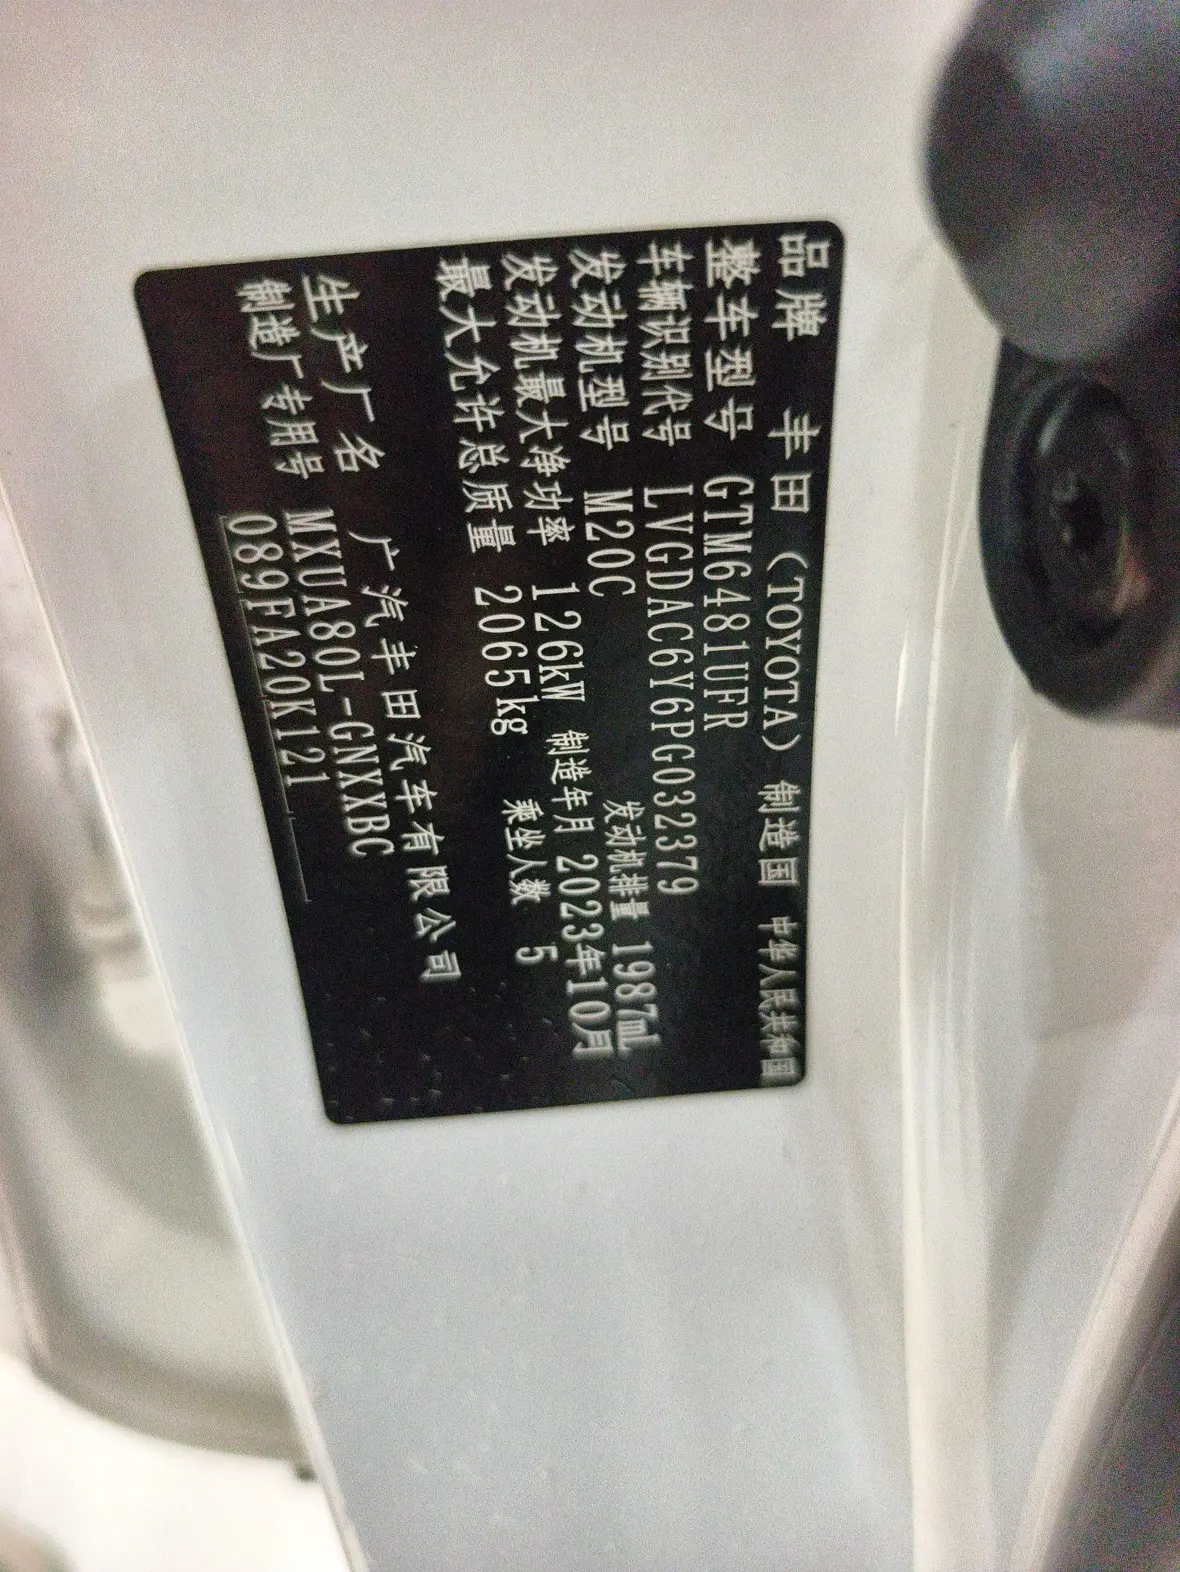 品牌 丰田（TOYOTA） 制造国 中华人民共和国
整车型号 GTM6481UFR
车辆识别代号 LVGDAC6Y6PG032379
发动机型号 M20C 发动机排量 1987mL
发动机最大净功率 126kW 制造年月 2023年10月
最大允许总质量 2065kg 乘坐人数 5
生产厂名 广汽丰田汽车有限公司
制造厂专用号 MXUA80L-GNXXBC
089FA20K121